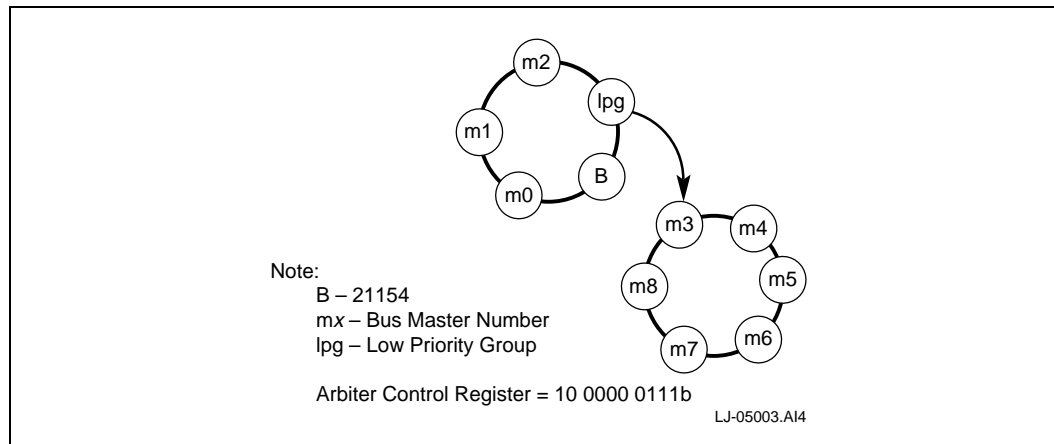 m2
lpg
m1
B
m0
m3
m4
m8
m5
m7
m6
Note:
B – 21154
mx – Bus Master Number
lpg – Low Priority Group
Arbiter Control Register = 10 0000 0111b
LJ-05003.AI4